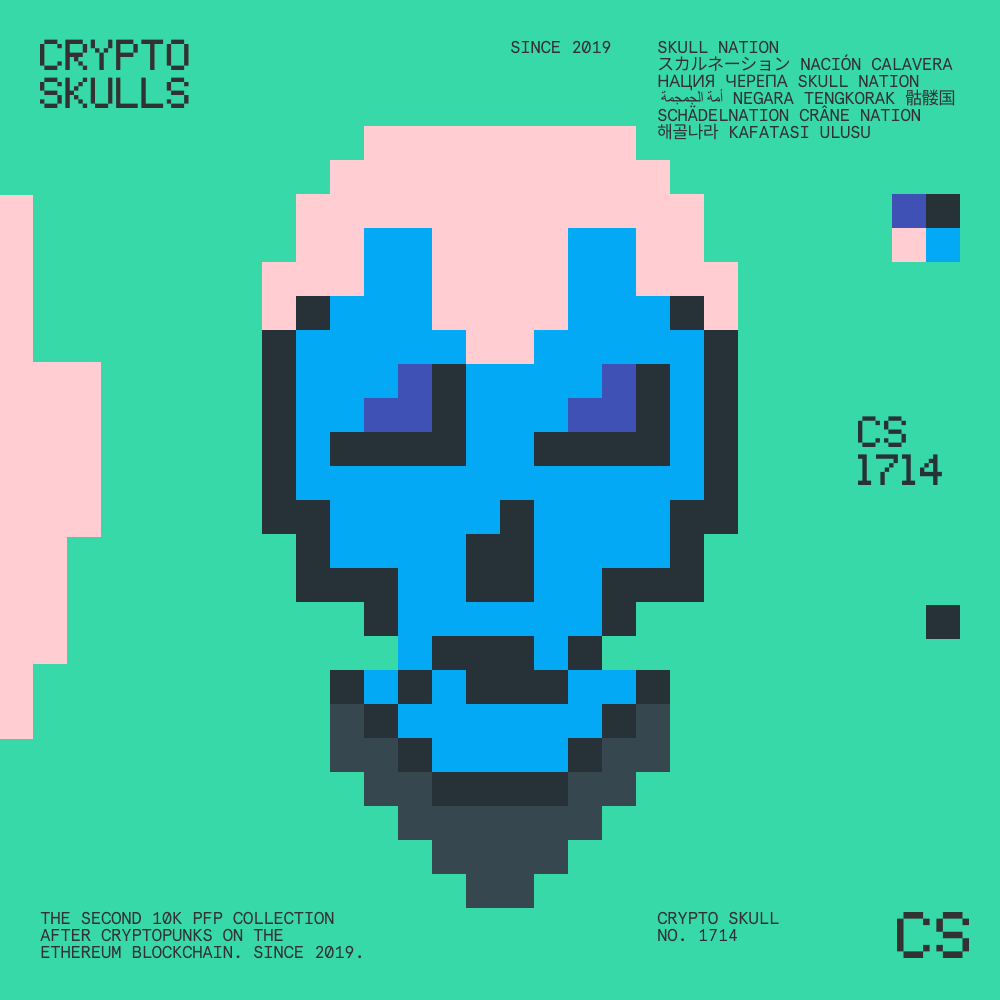 CRYPTO
SKULLS
SINCE 2019
SKULL NATION
スカルネーション NACIÓN CALAVERA
НАЦИЯ ЧЕРЕПА SKULL NATION
أمة الجمجمة NEGARA TENGKORAK 骷髅国
SCHÄDELNATION CRÂNE NATION
해골나라 KAFATASI ULUSU
CS
1714
THE SECOND 10K PFP COLLECTION
AFTER CRYPTOPUNKS ON THE
ETHEREUM BLOCKCHAIN. SINCE 2019.
CRYPTO SKULL
NO. 1714
CS